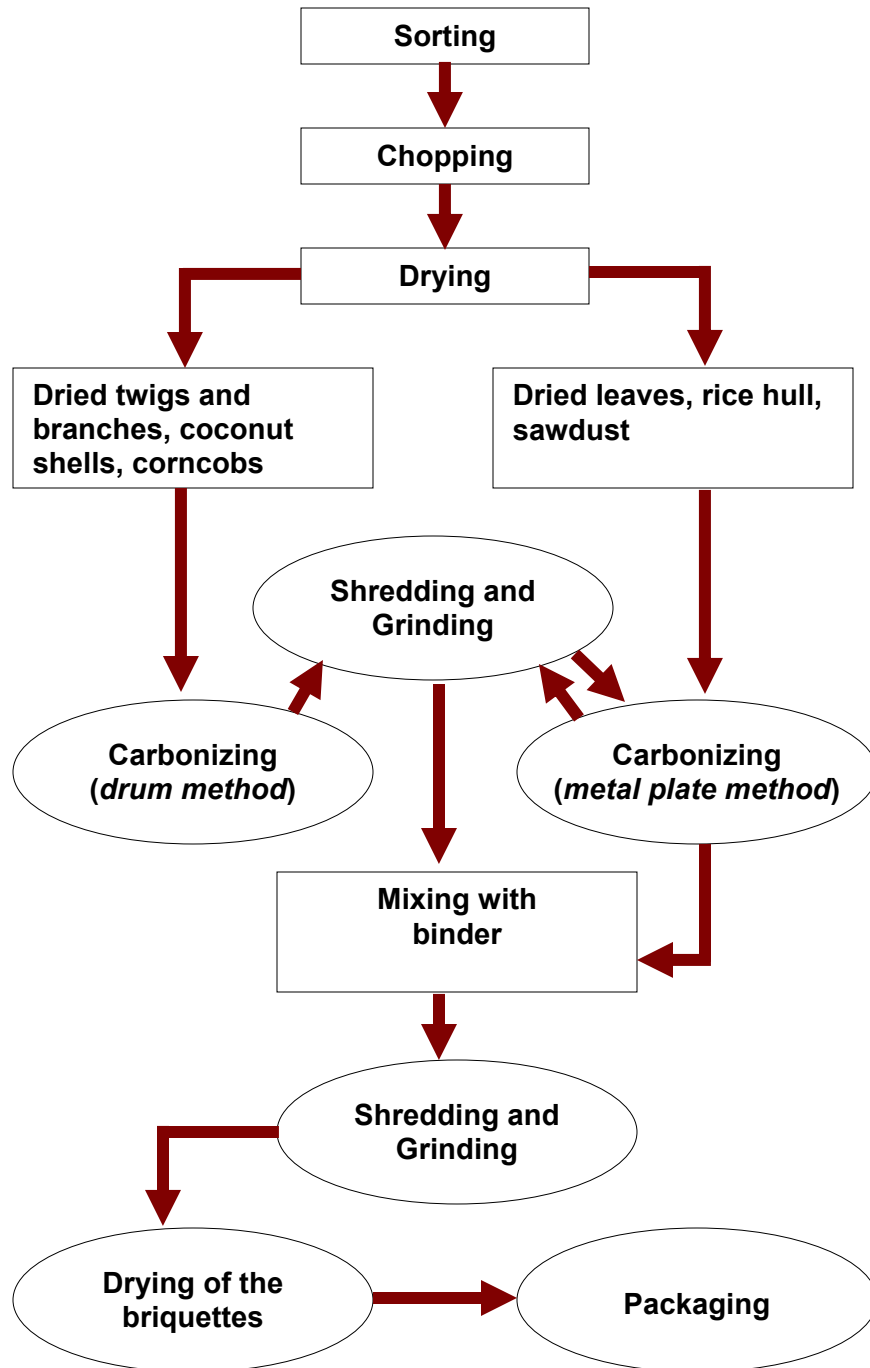 Sorting
Chopping
Drying
Dried twigs and
branches, coconut
shells, corncobs
Dried leaves, rice hull,
sawdust
Shredding and
Grinding
Carbonizing
(drum method)
Carbonizing
(metal plate method)
Mixing with
binder
Shredding and
Grinding
Drying of the
briquettes
Packaging